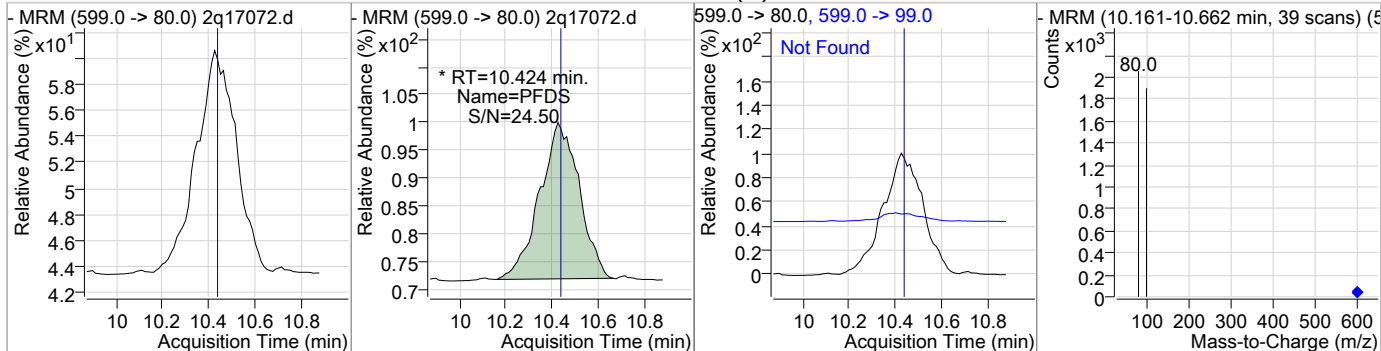 - MRM (599.0 -> 80.0) 2q17072.d
Relative Abundance (%)
x10¹
5.8
5.6
5.4
5.2
5
4.8
4.6
4.4
4.2
10 10.2 10.4 10.6 10.8
Acquisition Time (min)
- MRM (599.0 -> 80.0) 2q17072.d
Relative Abundance (%)
x10²
* RT=10.424 min.
Name=PFDS
S/N=24.50
1.05
1
0.95
0.9
0.85
0.8
0.75
0.7
10 10.2 10.4 10.6 10.8
Acquisition Time (min)
599.0 -> 80.0, 599.0 -> 99.0
Relative Abundance (%)
x10²
Not Found
1.6
1.4
1.2
1
0.8
0.6
0.4
0.2
0
10 10.2 10.4 10.6 10.8
Acquisition Time (min)
- MRM (10.161-10.662 min, 39 scans) (5
Counts
x10³
80.0
2
1.8
1.6
1.4
1.2
1
0.8
0.6
0.4
0.2
0
100 200 300 400 500 600
Mass-to-Charge (m/z)